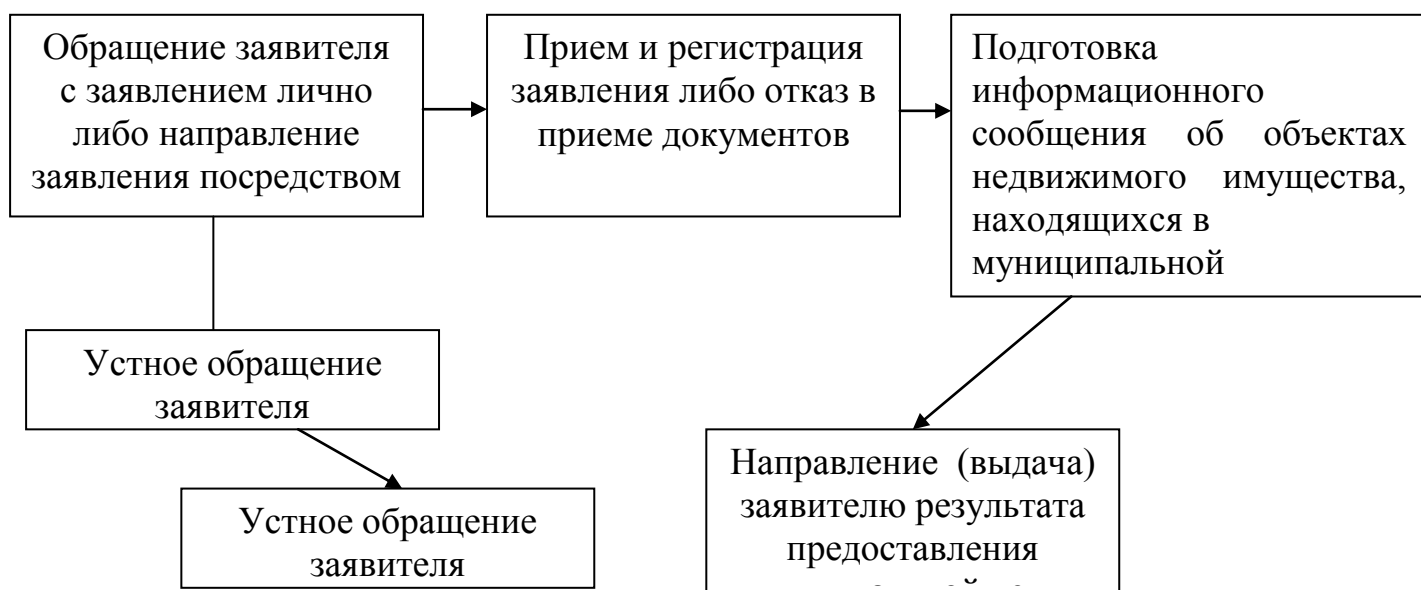 Обращение заявителя
с заявлением лично
либо направление
заявления посредством
Прием и регистрация
заявления либо отказ в
приеме документов
Подготовка
информационного
сообщения об объектах
недвижимого имущества,
находящихся в
муниципальной
Устное обращение
заявителя
Устное обращение
заявителя
Направление (выдача)
заявителю результата
предоставления